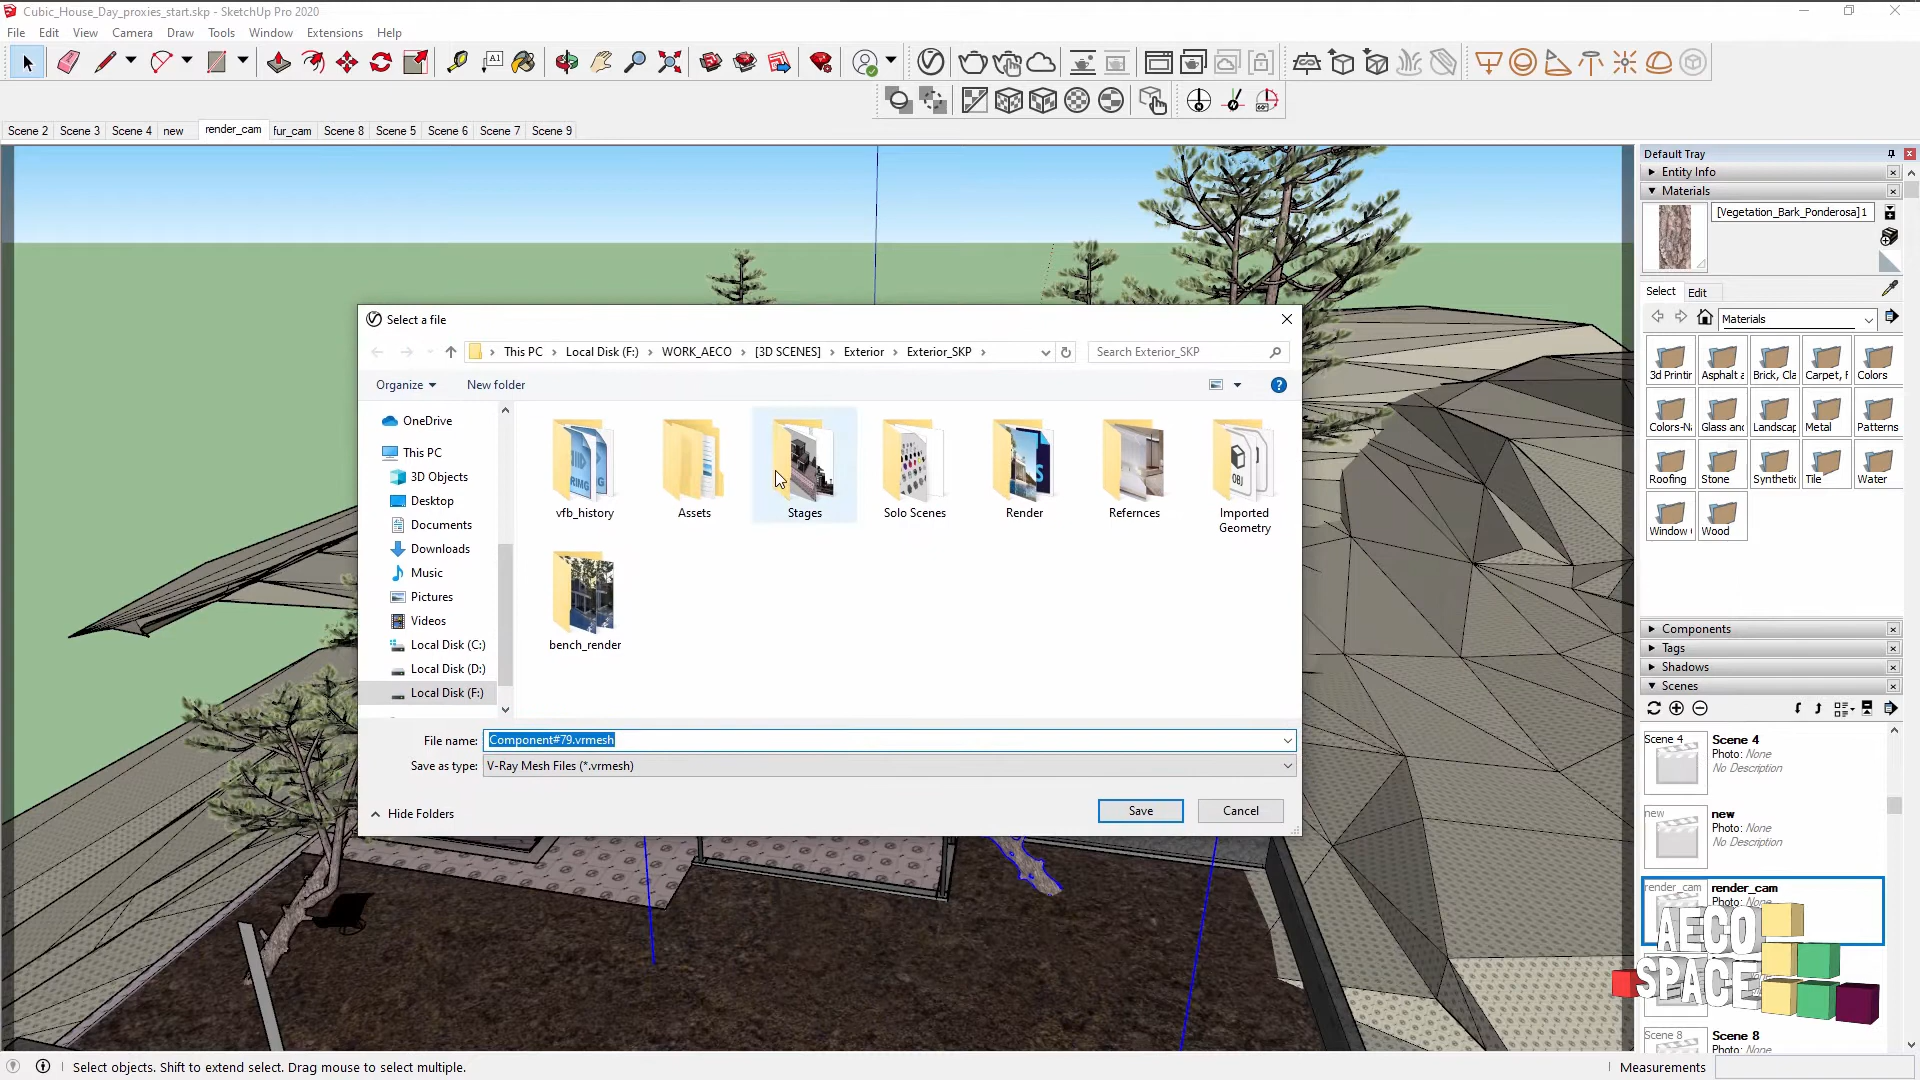 Cubic_House_Day_proxies_start.skp - SketchUp Pro 2020
File Edit View Camera Draw Tools Window Extensions Help
A1
Scene 2 Scene 3 Scene 4 new render_cam fur_cam Scene 8 Scene 5 Scene 6 Scene 7 Scene 9
Select a file
This PC Local Disk (F:) WORK_AECO [3D SCENES] Exterior Exterior_SKP
Search Exterior_SKP
Organize New folder
OneDrive
This PC
3D Objects
Desktop
Documents
Downloads
Music
Pictures
Videos
Local Disk (C:)
Local Disk (D:)
Local Disk (F:)
vfb_history Assets Stages Solo Scenes Render Refernces Imported
Geometry
OBJ
bench_render
File name: Component#79.vrmesh
Save as type: V-Ray Mesh Files (*.vrmesh)
Hide Folders Save Cancel
Default Tray
Entity Info
Materials
[Vegetation_Bark_Ponderosa]1
Select Edit
Materials
3d Printin Asphalt a Brick, Cla Carpet, f Colors
Colors-Na Glass and Landscap Metal Patterns
Roofing Stone Synthetic Tile Water
Window Wood
Components
Tags
Shadows
Scenes
Scene 4 Scene 4
Photo: None
No Description
new new
Photo: None
No Description
render_cam render_cam
Photo: None
AECO
SPACE
Scene 8 Scene 8
Photo: None
Select objects. Shift to extend select. Drag mouse to select multiple.
Measurements